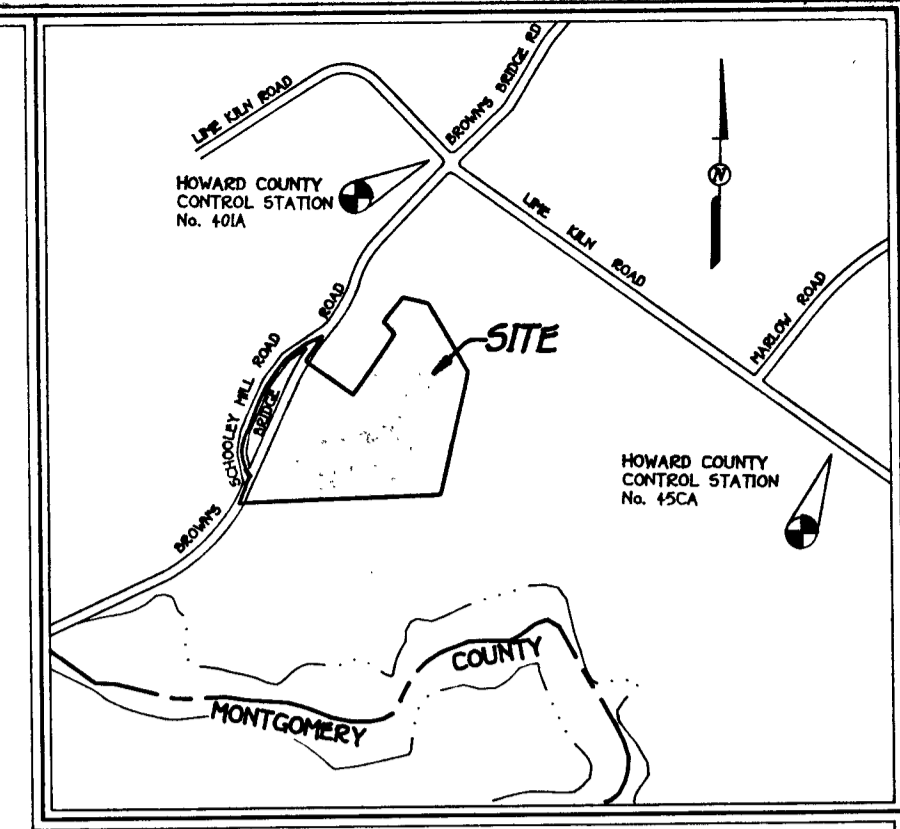 LIME KILN ROAD
BROWN'S BRIDGE RD
HOWARD COUNTY
CONTROL STATION
No. 401A
N
LIME KILN ROAD
MARLOW ROAD
SITE
SCHOOLEY MILL ROAD
BROWN'S BRIDGE ROAD
HOWARD COUNTY
CONTROL STATION
No. 45CA
MONTGOMERY COUNTY